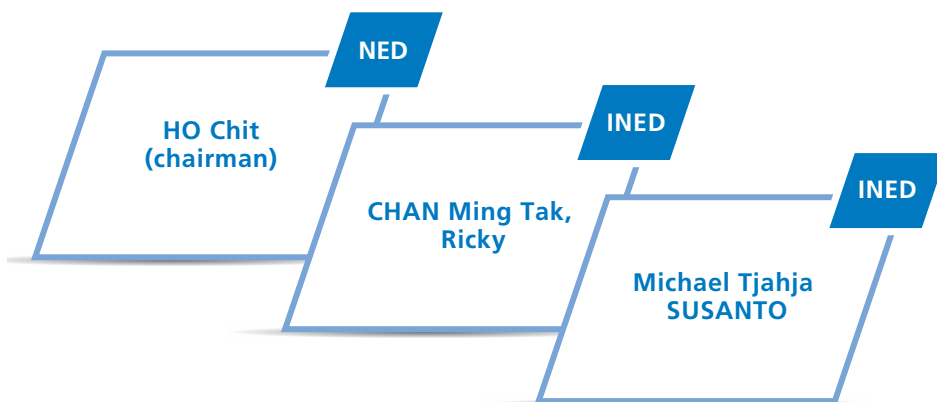 NED
HO Chit
(chairman)
INED
CHAN Ming Tak,
Ricky
INED
Michael Tjahja
SUSANTO